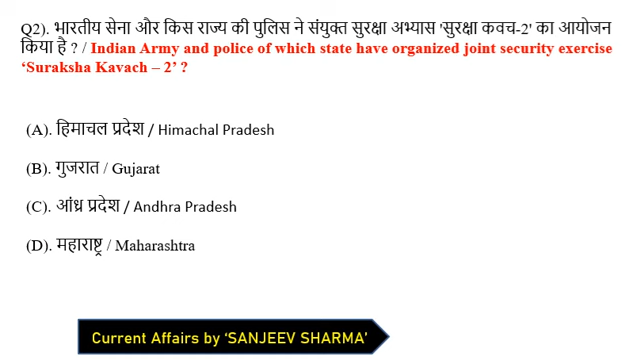 Q2). भारतीय सेना और किस राज्य की पुलिस ने संयुक्त सुरक्षा अभ्यास 'सुरक्षा कवच-2' का आयोजन
किया है ? / Indian Army and police of which state have organized joint security exercise
‘Suraksha Kavach – 2’ ?
(A). हिमाचल प्रदेश / Himachal Pradesh
(B). गुजरात / Gujarat
(C). आंध्र प्रदेश / Andhra Pradesh
(D). महाराष्ट्र / Maharashtra
Current Affairs by ‘SANJEEV SHARMA’